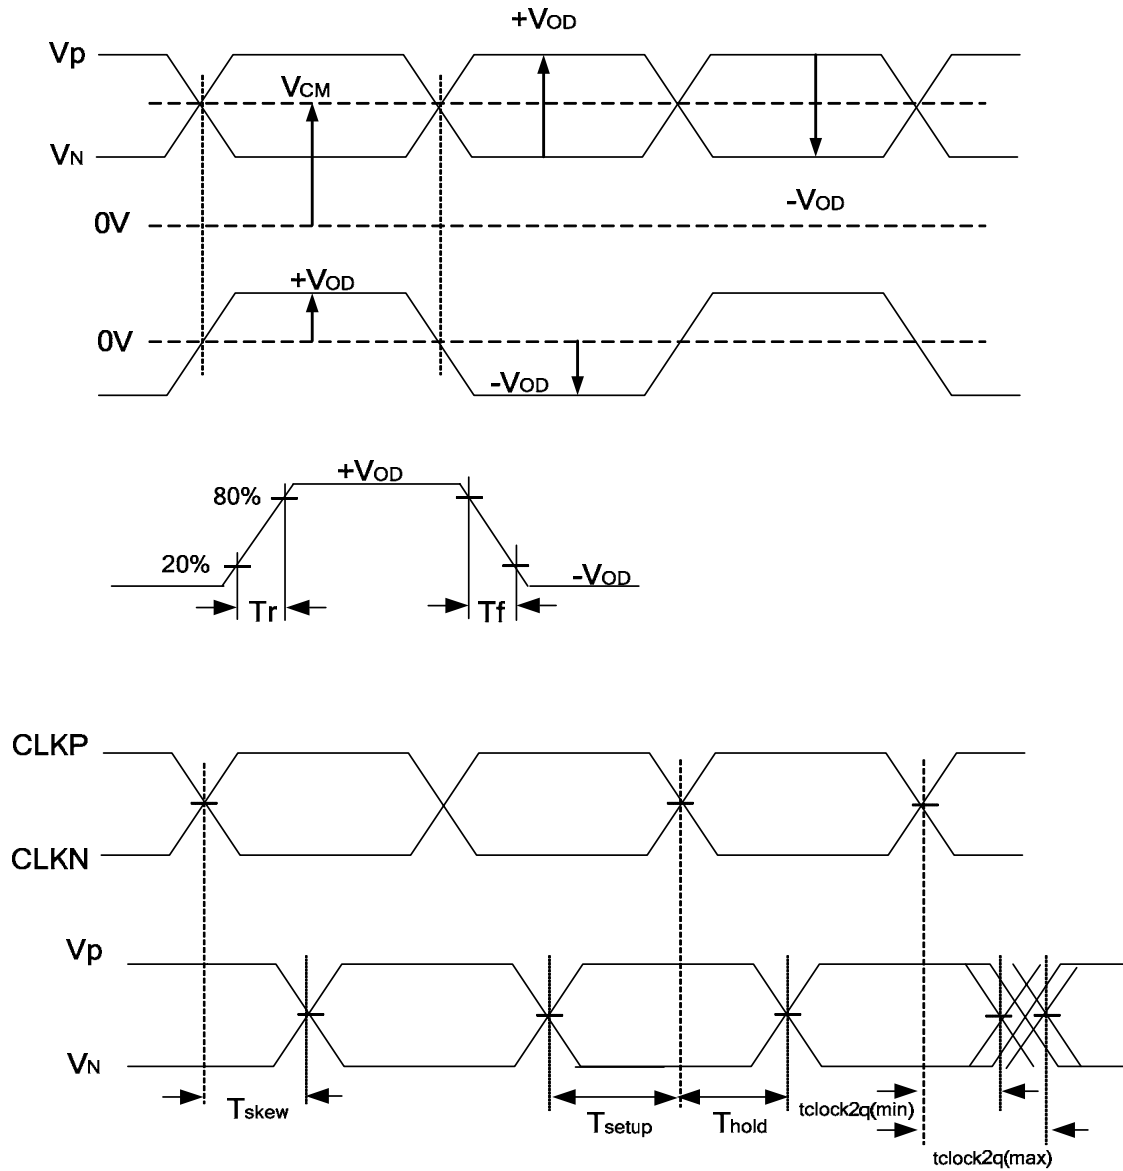 +VOD
Vp
VCM
VN
-VOD
0V
+VOD
0V
-VOD
+VOD
80%
20%
-VOD
Tr
Tf
CLKP
CLKN
Vp
VN
Tskew
Tsetup
Thold
tclock2q(min)
tclock2q(max)